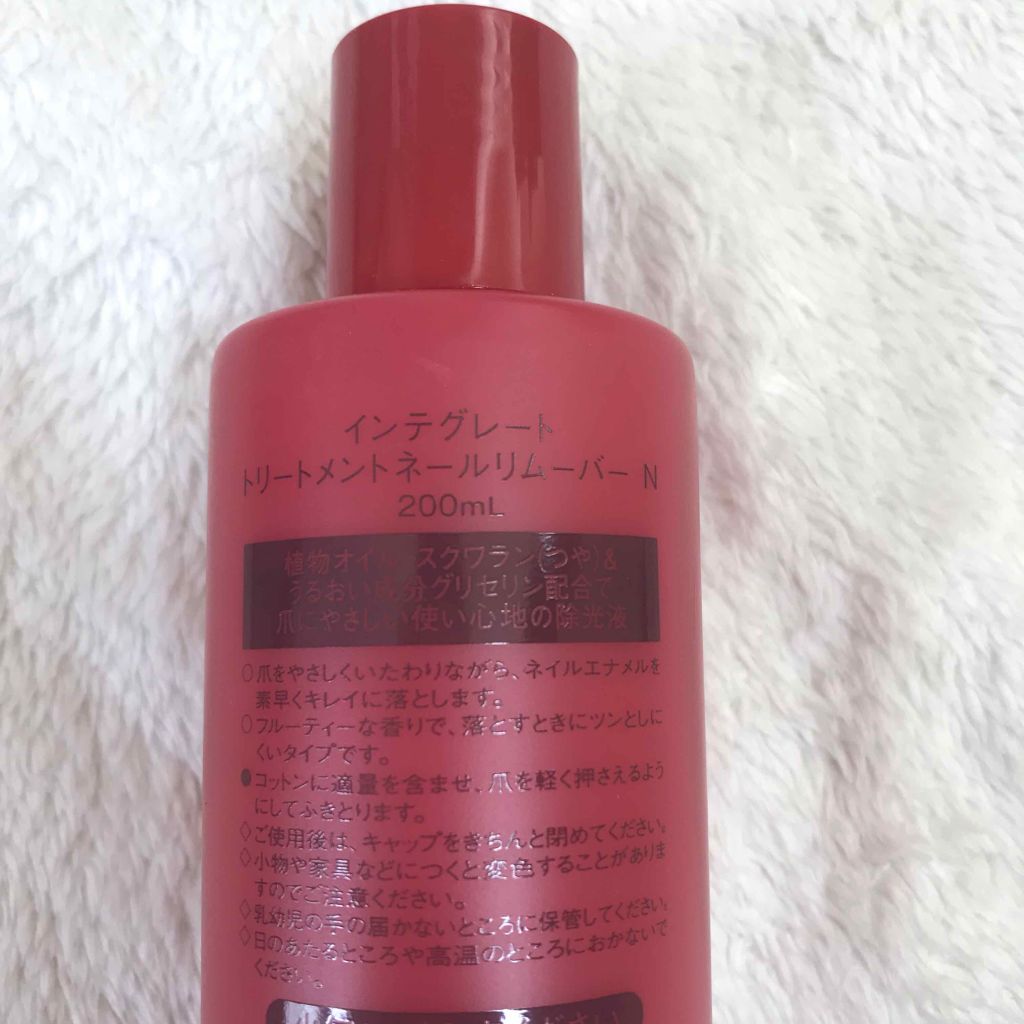 インテグレート
トリートメントネールリムーバー N
200mL
植物オイル・スクワラン(つや)&
うるおい成分グリセリン配合で
爪にやさしい使い心地の除光液
○爪をやさしくいたわりながら、ネイルエナメルを
素早くキレイに落とします。
○フルーティーな香りで、落とすときにツンとしに
くいタイプです。
●コットンに適量を含ませ、爪を軽く押さえるよう
にしてふきとります。
◇ご使用後は、キャップをきちんと閉めてください。
◇小物や家具などにつくと変色することがありま
すのでご注意ください。
◇乳幼児の手の届かないところに保管してください。
◇日のあたるところや高温のところにおかないで
ください。